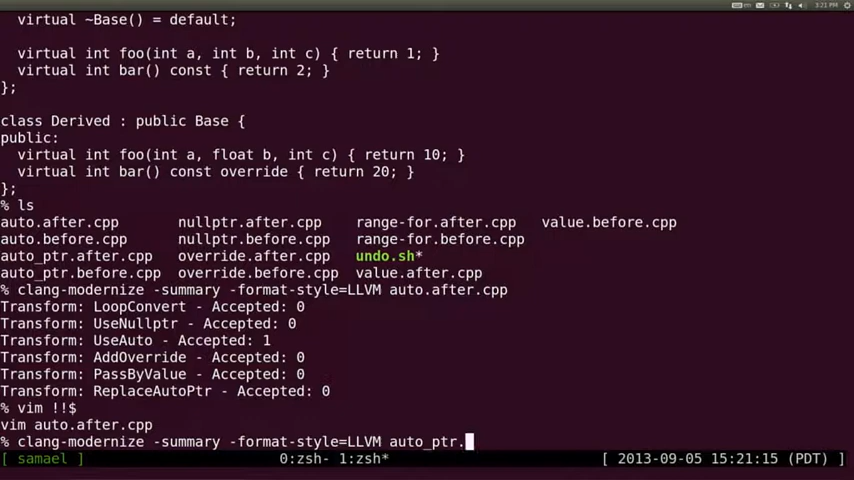 en 3:21 PM
virtual ~Base() = default;
virtual int foo(int a, int b, int c) { return 1; }
virtual int bar() const { return 2; }
};
class Derived : public Base {
public:
virtual int foo(int a, float b, int c) { return 10; }
virtual int bar() const override { return 20; }
};
% ls
auto.after.cpp nullptr.after.cpp range-for.after.cpp value.before.cpp
auto.before.cpp nullptr.before.cpp range-for.before.cpp
auto_ptr.after.cpp override.after.cpp undo.sh*
auto_ptr.before.cpp override.before.cpp value.after.cpp
% clang-modernize -summary -format-style=LLVM auto.after.cpp
Transform: LoopConvert - Accepted: 0
Transform: UseNullptr - Accepted: 0
Transform: UseAuto - Accepted: 1
Transform: AddOverride - Accepted: 0
Transform: PassByValue - Accepted: 0
Transform: ReplaceAutoPtr - Accepted: 0
% vim !!$
vim auto.after.cpp
% clang-modernize -summary -format-style=LLVM auto_ptr.
[ samael ] 0:zsh- 1:zsh* [ 2013-09-05 15:21:15 (PDT) ]